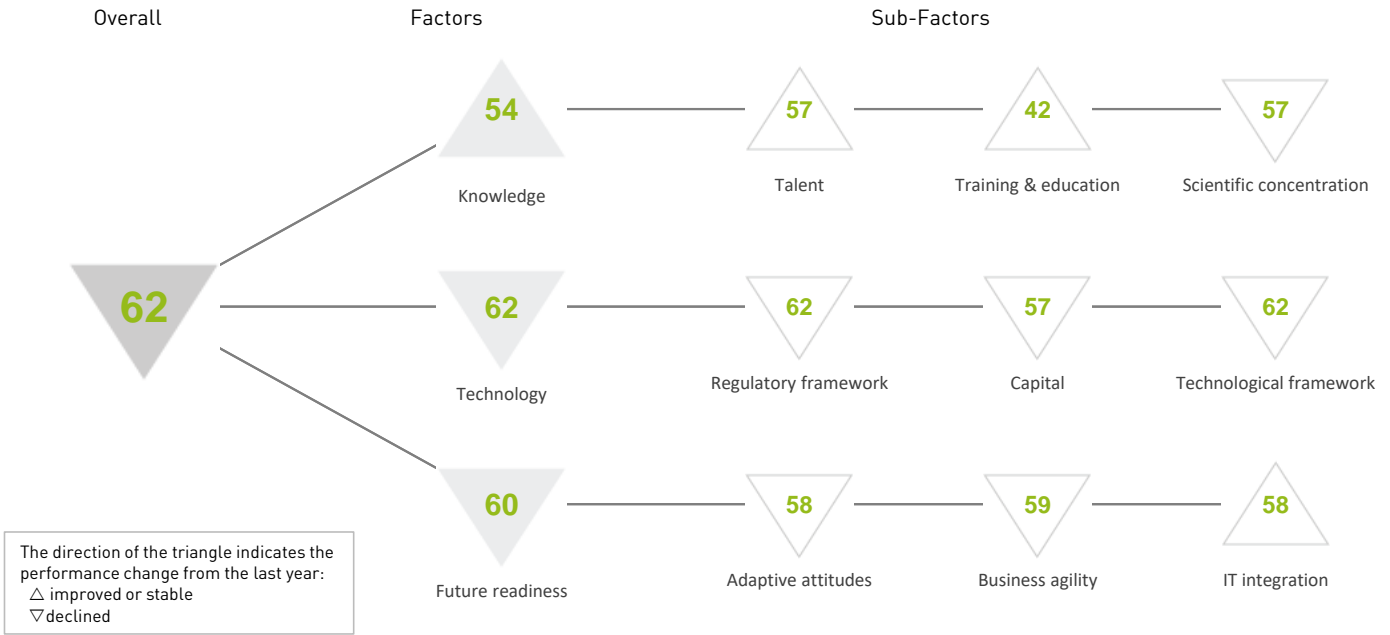 Overall
Factors
Sub-Factors
54
57
42
57
Knowledge
Talent
Training & education
Scientific concentration
62
62
62
57
62
Technology
Regulatory framework
Capital
Technological framework
60
58
59
58
Future readiness
Adaptive attitudes
Business agility
IT integration
The direction of the triangle indicates the
performance change from the last year:
△ improved or stable
▽ declined